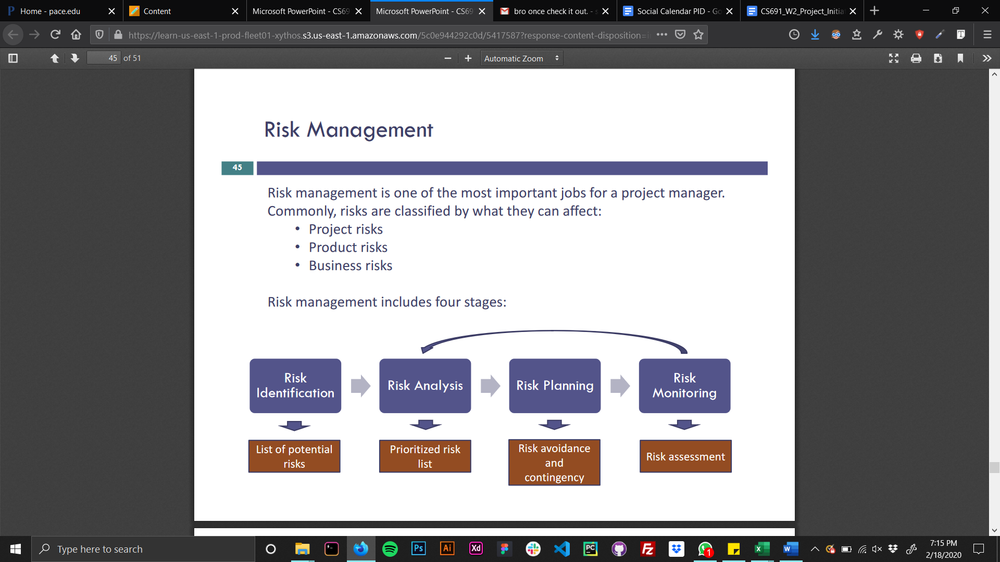 Home - pace.edu
Content
Microsoft PowerPoint - CS69
Microsoft PowerPoint - CS69
bro once check it out. - s
Social Calendar PID - Go
CS691_W2_Project_Initia
https://learn-us-east-1-prod-fleet01-xythos.s3.us-east-1.amazonaws.com/5c0e944292c0d/5417587?response-content-disposition=i
45 of 51
Automatic Zoom
Risk Management
45
Risk management is one of the most important jobs for a project manager.
Commonly, risks are classified by what they can affect:
• Project risks
• Product risks
• Business risks
Risk management includes four stages:
Risk
Identification
Risk Analysis
Risk Planning
Risk
Monitoring
List of potential
risks
Prioritized risk
list
Risk avoidance
and
contingency
Risk assessment
Type here to search
Ps
Ai
Xd
PC
1
7:15 PM
2/18/2020